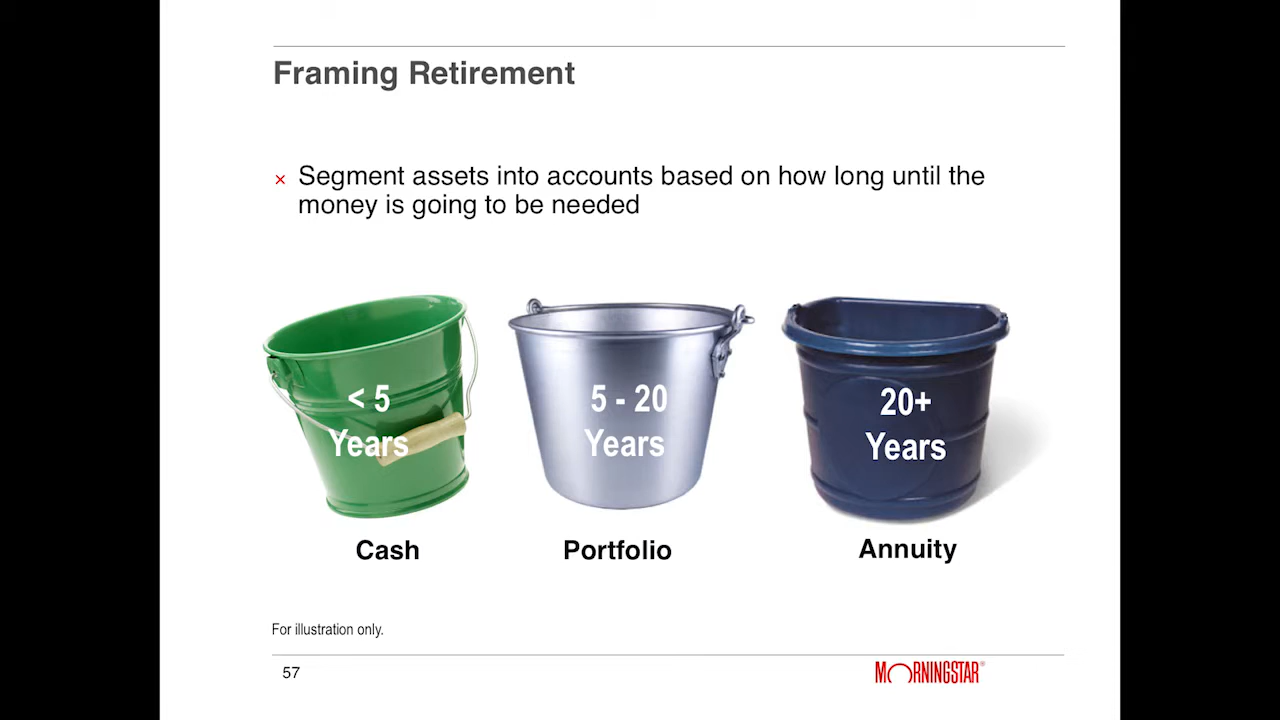 Framing Retirement
× Segment assets into accounts based on how long until the
money is going to be needed
< 5
Years
5 - 20
Years
20+
Years
Cash
Portfolio
Annuity
For illustration only.
57
MORNINGSTAR®